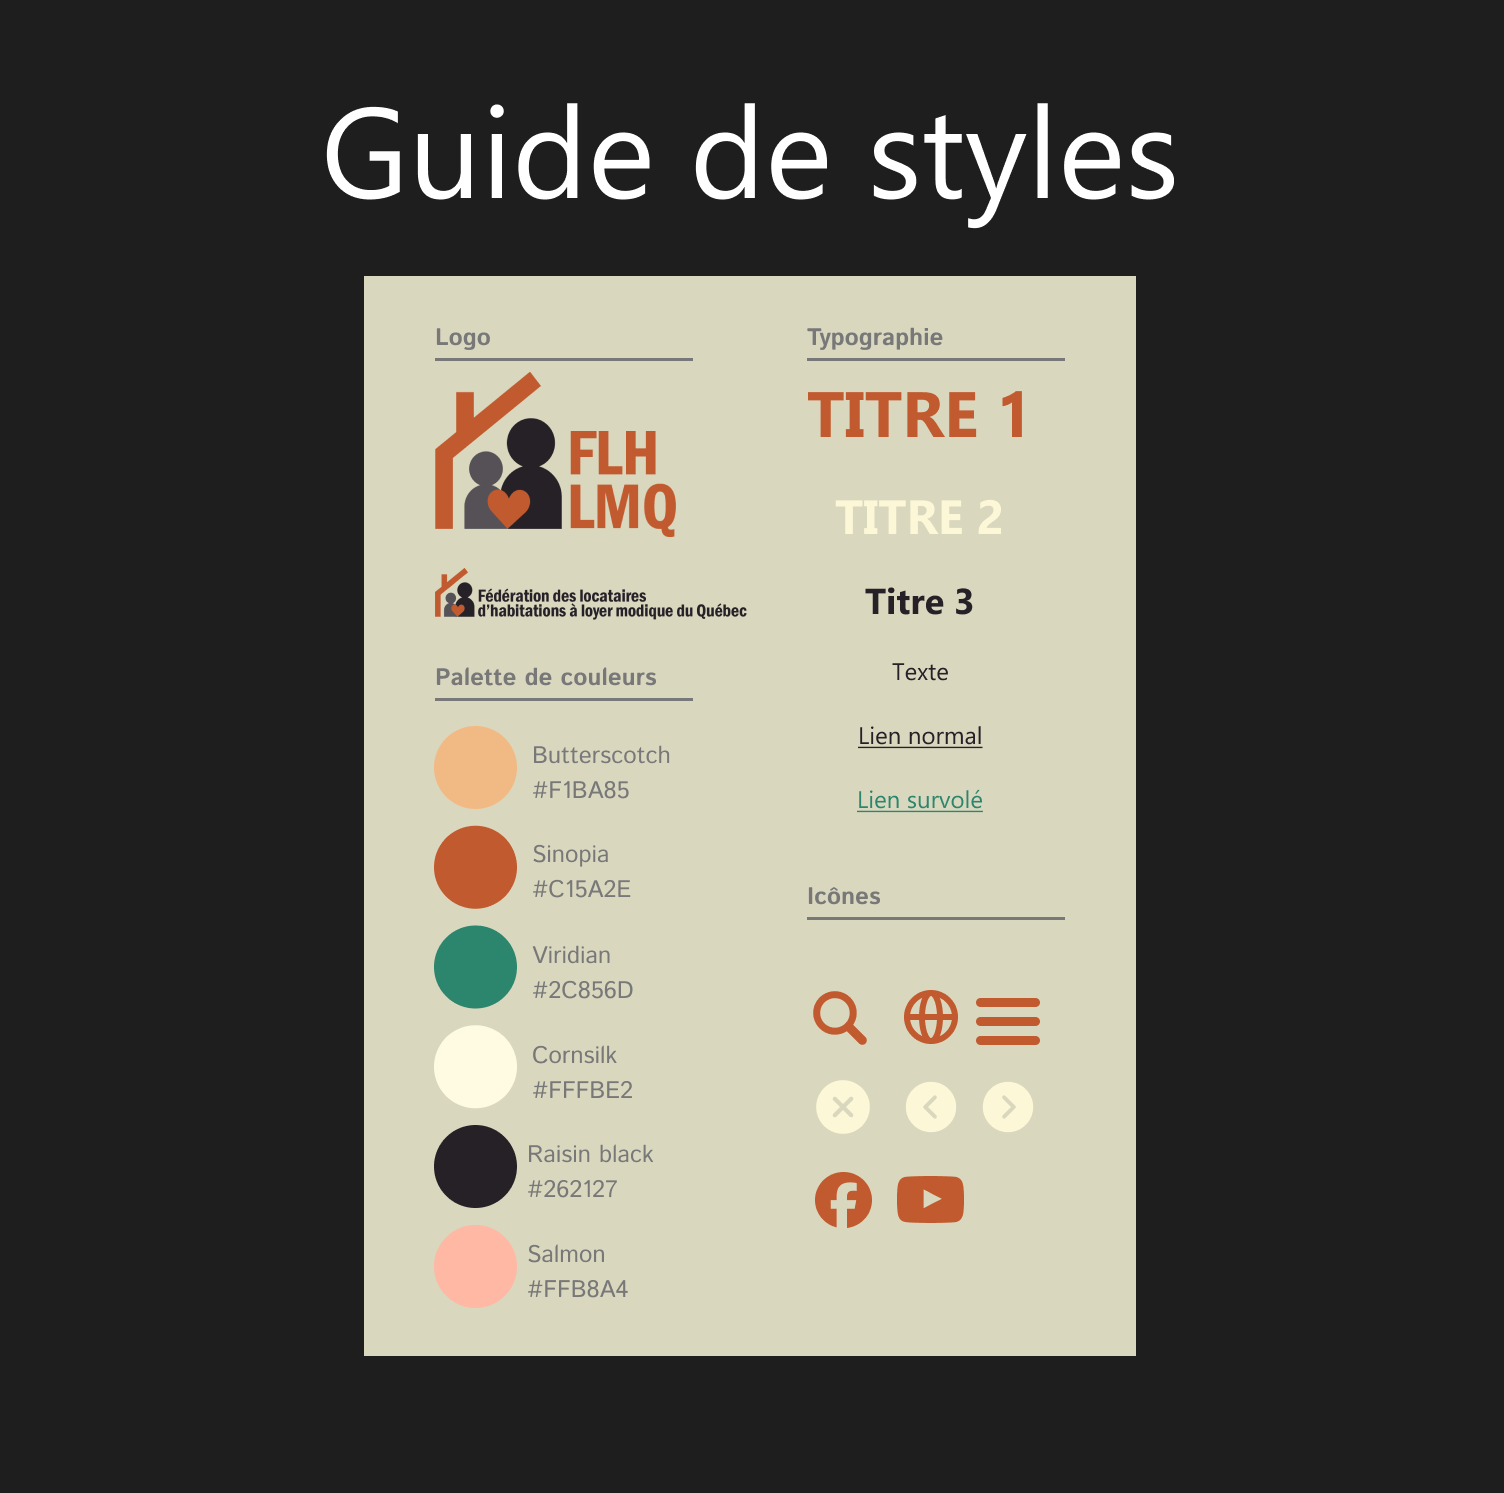 Guide de styles
Logo
FLH
LMQ
Fédération des locataires
d'habitations à loyer modique du Québec
Palette de couleurs
Butterscotch
#F1BA85
Sinopia
#C15A2E
Viridian
#2C856D
Cornsilk
#FFFBE2
Raisin black
#262127
Salmon
#FFB8A4
Typographie
TITRE 1
TITRE 2
Titre 3
Texte
Lien normal
Lien survolé
Icônes